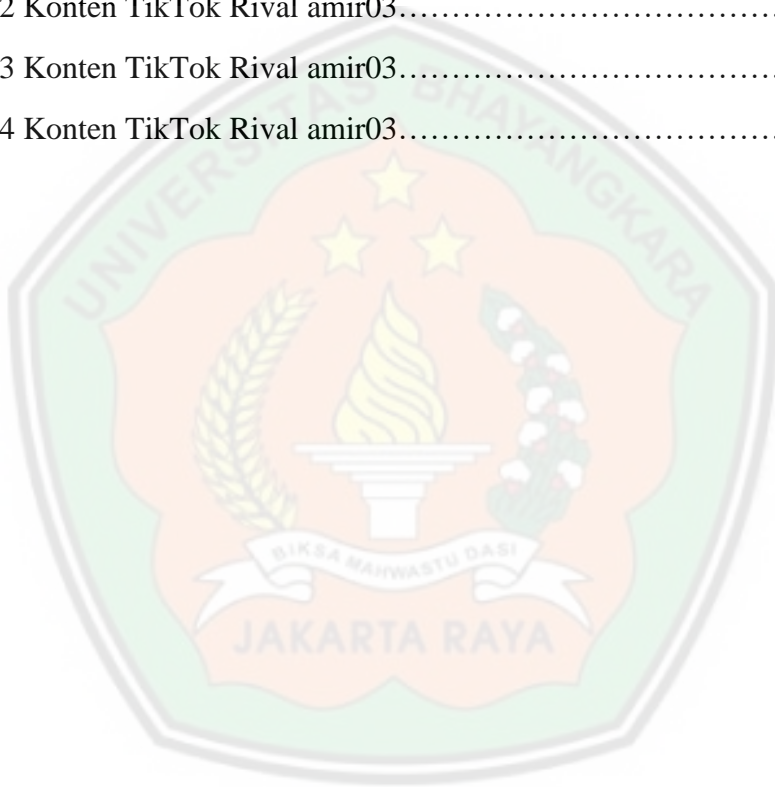 2 Konten TikTok Rival amir03……………………………
3 Konten TikTok Rival amir03……………………………
4 Konten TikTok Rival amir03……………………………
UNIVERSITAS BHAYANGKARA
BIKSA MAHWASTU DASI
JAKARTA RAYA